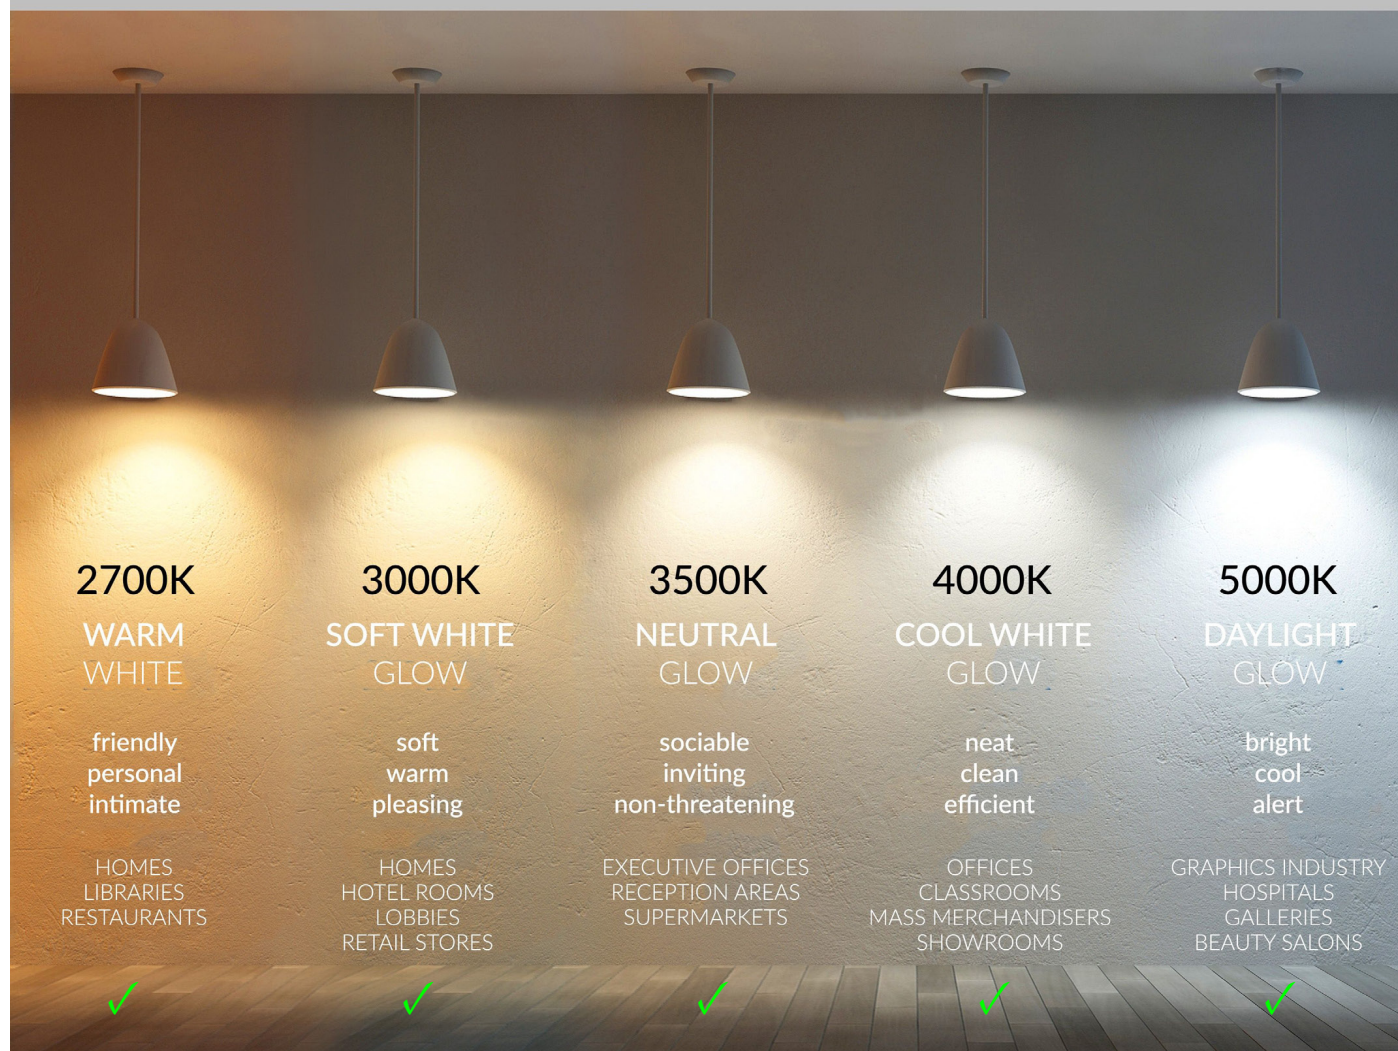 2700K
WARM
WHITE
friendly
personal
intimate
HOMES
LIBRARIES
RESTAURANTS
3000K
SOFT WHITE
GLOW
soft
warm
pleasing
HOMES
HOTEL ROOMS
LOBBIES
RETAIL STORES
3500K
NEUTRAL
GLOW
sociable
inviting
non-threatening
EXECUTIVE OFFICES
RECEPTION AREAS
SUPERMARKETS
4000K
COOL WHITE
GLOW
neat
clean
efficient
OFFICES
CLASSROOMS
MASS MERCHANDISERS
SHOWROOMS
5000K
DAYLIGHT
GLOW
bright
cool
alert
GRAPHICS INDUSTRY
HOSPITALS
GALLERIES
BEAUTY SALONS